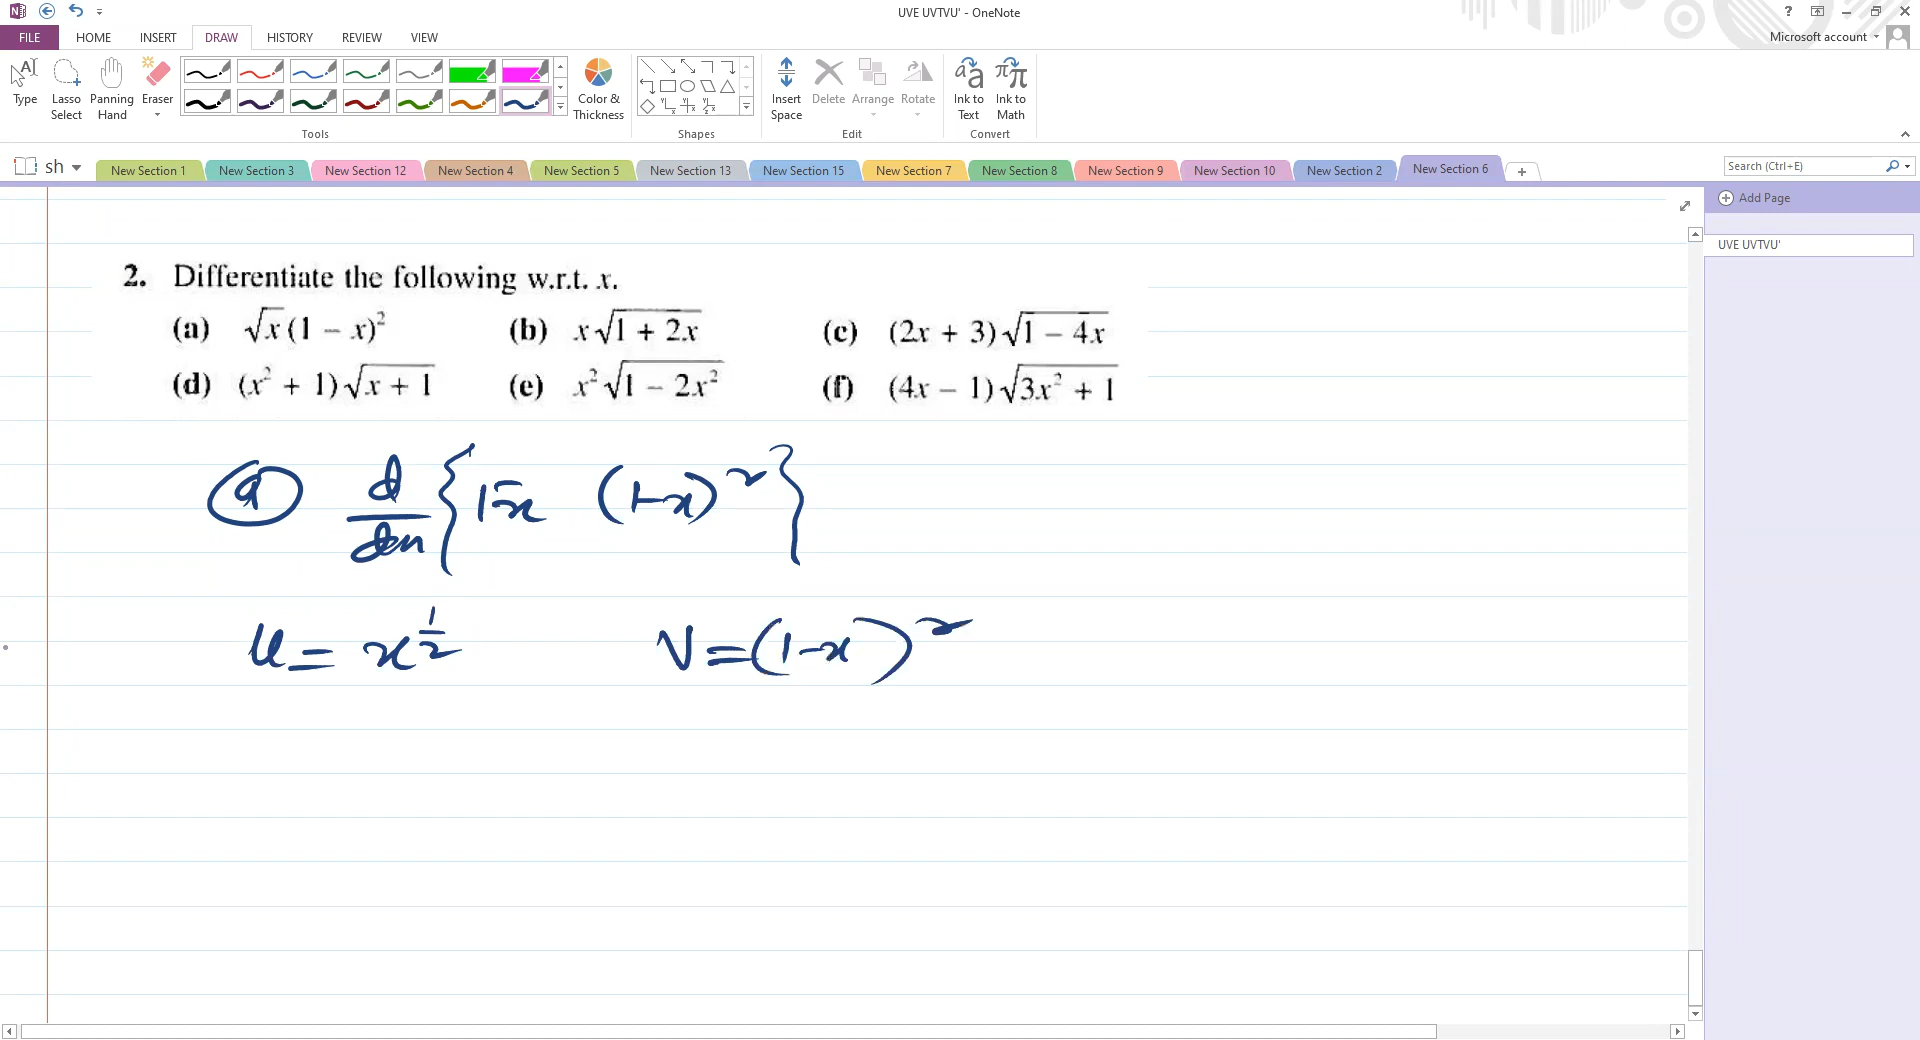 UVE UVTVU' - OneNote
Microsoft account
FILE HOME INSERT DRAW HISTORY REVIEW VIEW
Type
Lasso Select
Panning Hand
Eraser
Color & Thickness
Insert Space
Delete
Arrange
Rotate
Ink to Text
Ink to Math
Tools Shapes Edit Convert
sh New Section 1 New Section 3 New Section 12 New Section 4 New Section 5 New Section 13 New Section 15 New Section 7 New Section 8 New Section 9 New Section 10 New Section 2 New Section 6
Search (Ctrl+E)
Add Page
UVE UVTVU'
2. Differentiate the following w.r.t. x.
(a) √x(1 − x)² (b) x√(1 + 2x) (c) (2x + 3)√(1 − 4x)
(d) (x² + 1)√(x + 1) (e) x²√(1 − 2x²) (f) (4x − 1)√(3x² + 1)
(a) d/dx {√x (1-x)²}
u = x^(1/2) V = (1-x)²